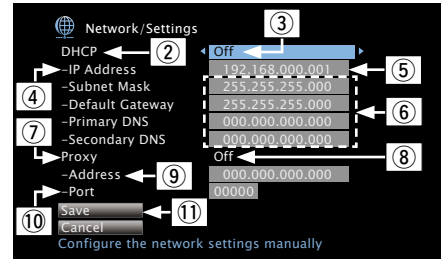 Network/Settings ③
DHCP ② Off
④ –IP Address 192.168.000.001 ⑤
–Subnet Mask 255.255.255.000
–Default Gateway 255.255.255.000 ⑥
–Primary DNS 000.000.000.000
⑦ –Secondary DNS 000.000.000.000
Proxy Off ⑧
–Address ⑨ 000.000.000.000
⑩ –Port 00000
Save ⑪
Cancel
Configure the network settings manually